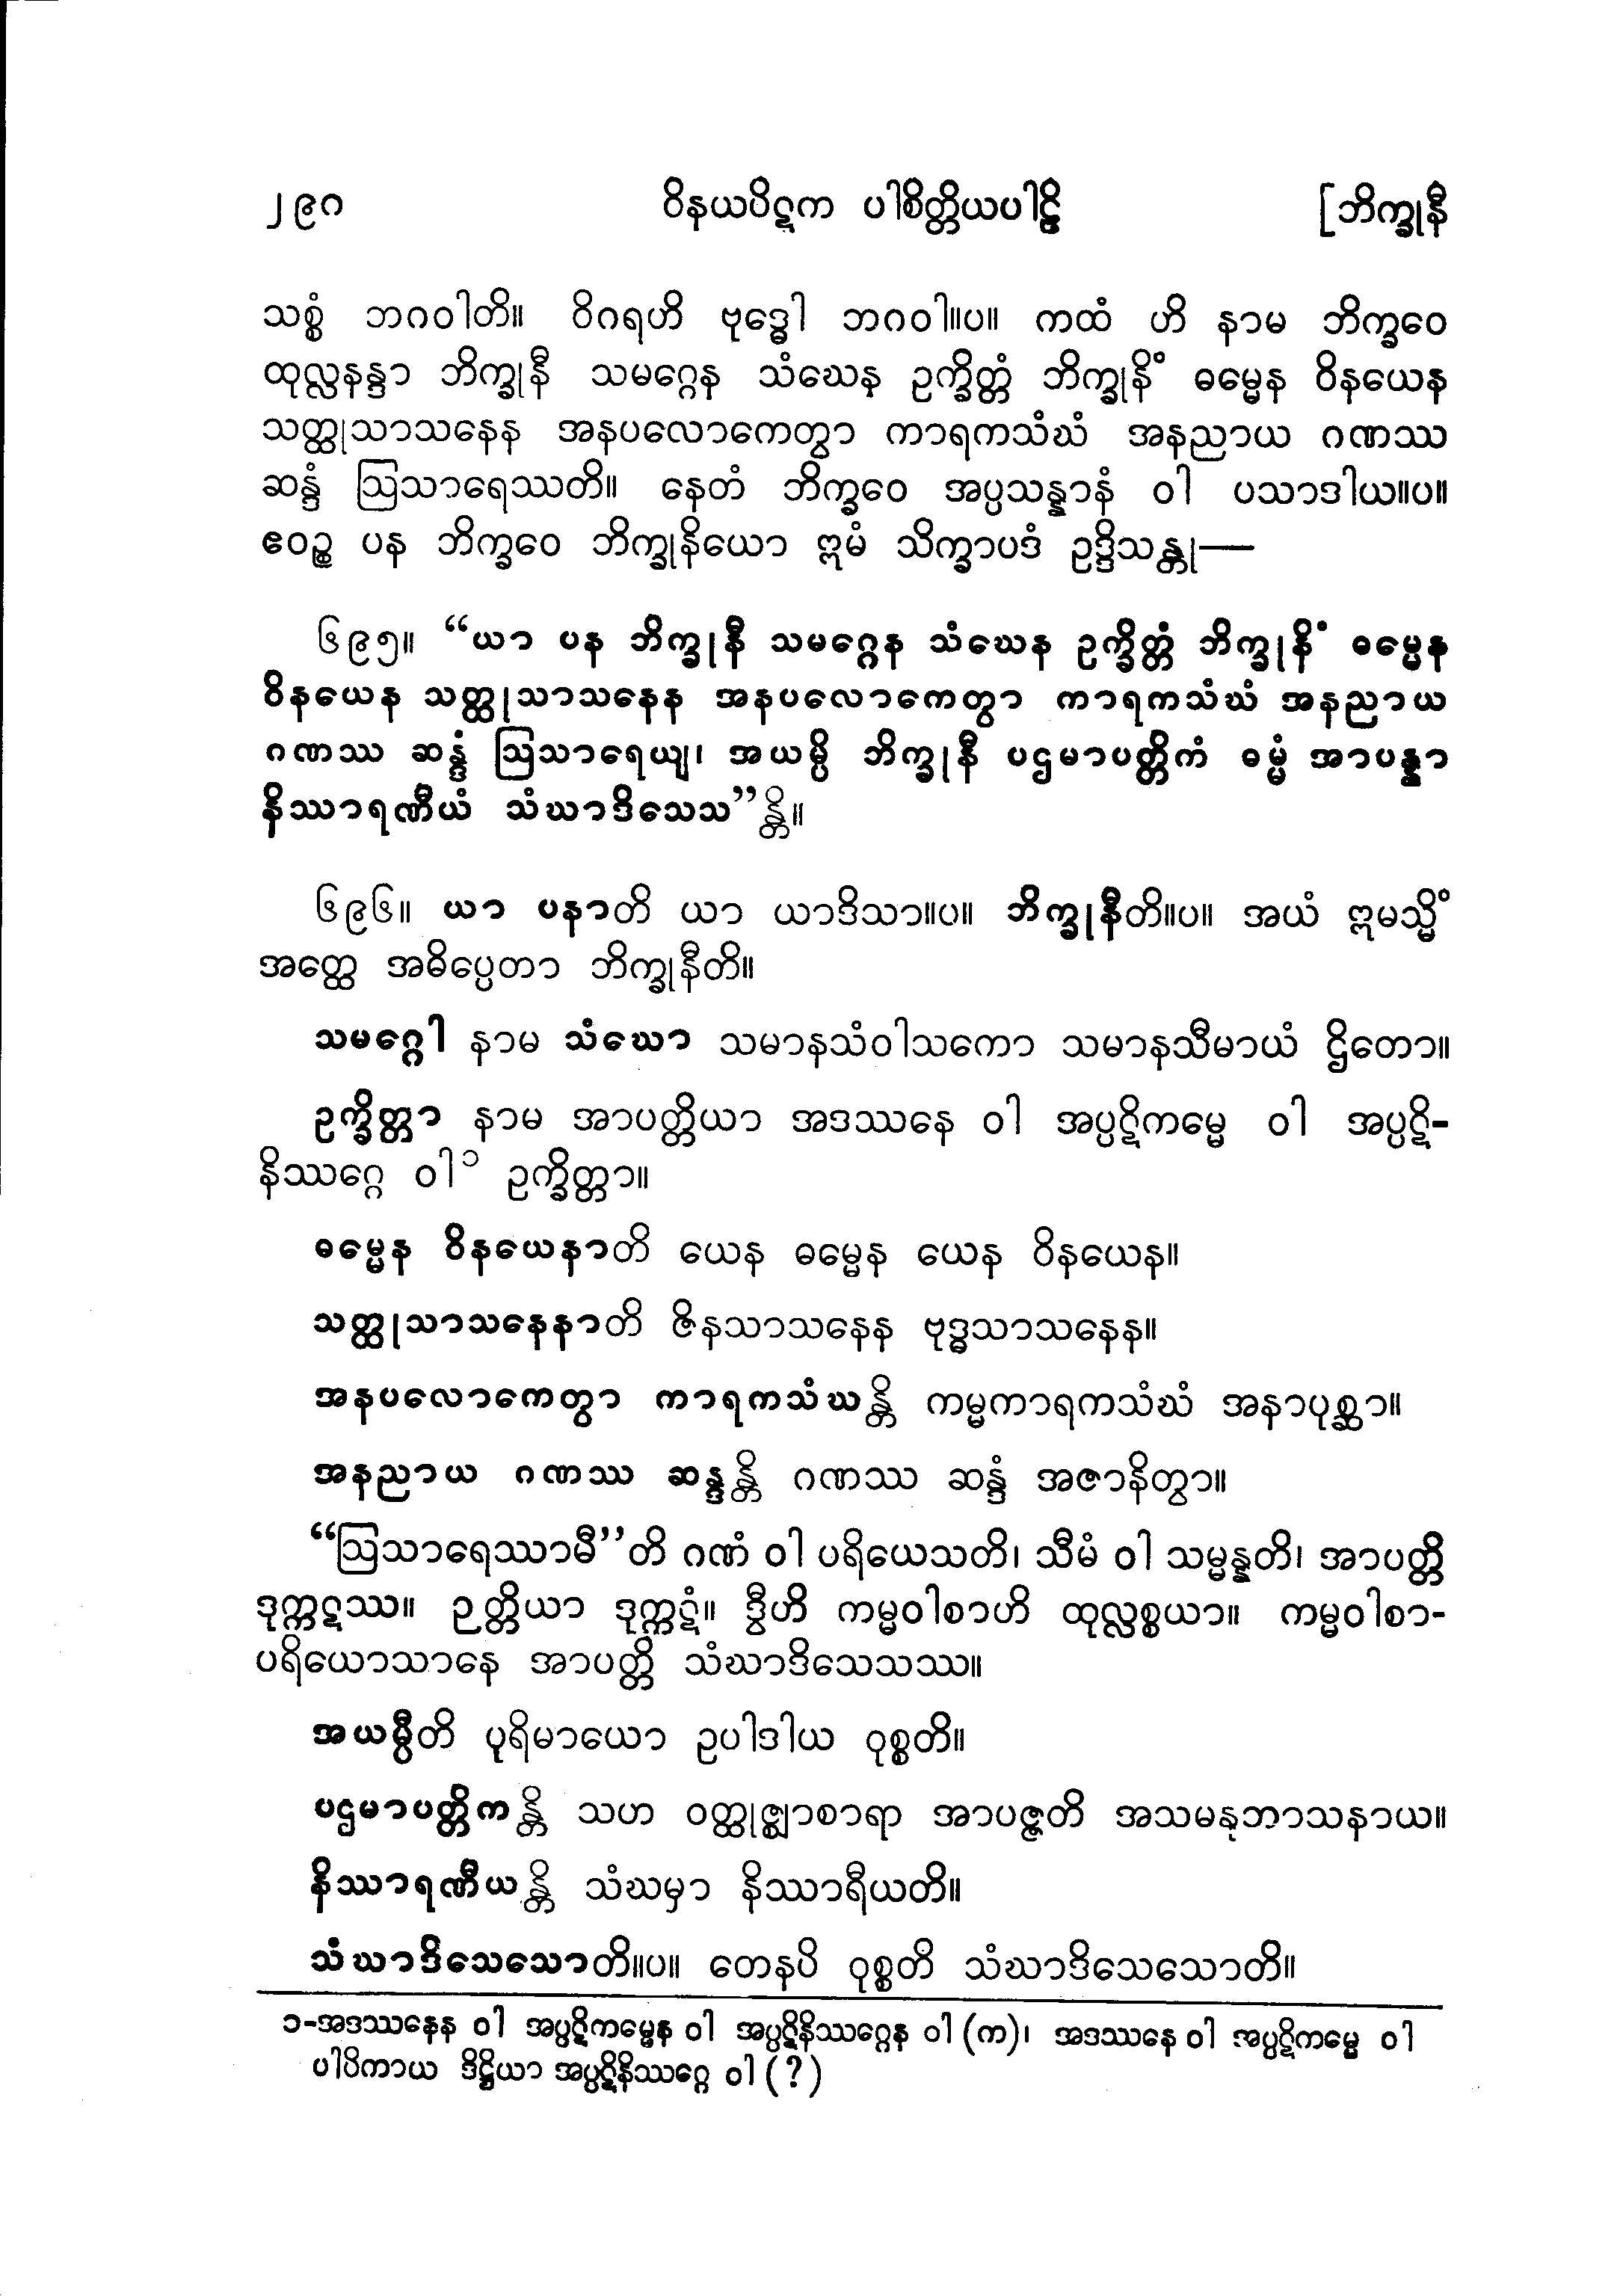 ၂၉၀ ဝိနယပိဋက ပါစိတ္တိယပါဠိ [ဘိက္ခုနီ
သစ္စံ ဘဂဝါတိ။ ဝိဂရဟိ ဗုဒ္ဓေါ ဘဂဝါ။ပ။ ကထံ ဟိ နာမ ဘိက္ခဝေ
ထုလ္လနန္ဒာ ဘိက္ခုနီ သမဂ္ဂေန သံဃေန ဥက္ခိတ္တံ ဘိက္ခုနိံ ဓမ္မေန ဝိနယေန
သတ္ထုသာသနေန အနပလောကေတွာ ကာရကသံဃံ အနညာယ ဂဏဿ
ဆန္ဒံ ဩသာရေဿတိ။ နေတံ ဘိက္ခဝေ အပ္ပသန္နာနံ ဝါ ပသာဒါယ။ပ။
ဧဝဉ္စ ပန ဘိက္ခဝေ ဘိက္ခုနိယော ဣမံ သိက္ခာပဒံ ဥဒ္ဒိသန္တု—
၆၉၅။ “ယာ ပန ဘိက္ခုနီ သမဂ္ဂေန သံဃေန ဥက္ခိတ္တံ ဘိက္ခုနိံ ဓမ္မေန
ဝိနယေန သတ္ထုသာသနေန အနပလောကေတွာ ကာရကသံဃံ အနညာယ
ဂဏဿ ဆန္ဒံ ဩသာရေယျ၊ အယမ္ပိ ဘိက္ခုနီ ပဌမာပတ္တိကံ ဓမ္မံ အာပန္နာ
နိဿာရဏီယံ သံဃာဒိသေသ”န္တိ။
၆၉၆။ ယာ ပနာတိ ယာ ယာဒိသာ။ပ။ ဘိက္ခုနီတိ။ပ။ အယံ ဣမသ္မိံ
အတ္ထေ အဓိပ္ပေတာ ဘိက္ခုနီတိ။
သမဂ္ဂေါ နာမ သံဃော သမာနသံဝါသကော သမာနသီမာယံ ဌိတော။
ဥက္ခိတ္တာ နာမ အာပတ္တိယာ အဒဿနေ ဝါ အပ္ပဋိကမ္မေ ဝါ အပ္ပဋိ-
နိဿဂ္ဂေ ဝါ၁ ဥက္ခိတ္တာ။
ဓမ္မေန ဝိနယေနာတိ ယေန ဓမ္မေန ယေန ဝိနယေန။
သတ္ထုသာသနေနာတိ ဇိနသာသနေန ဗုဒ္ဓသာသနေန။
အနပလောကေတွာ ကာရကသံဃန္တိ ကမ္မကာရကသံဃံ အနာပုစ္ဆာ။
အနညာယ ဂဏဿ ဆန္ဒန္တိ ဂဏဿ ဆန္ဒံ အဇာနိတွာ။
“ဩသာရေဿာမီ”တိ ဂဏံ ဝါ ပရိယေသတိ၊ သီမံ ဝါ သမ္မန္နတိ၊ အာပတ္တိ
ဒုက္ကဋဿ။ ဉတ္တိယာ ဒုက္ကဋံ။ ဒွီဟိ ကမ္မဝါစာဟိ ထုလ္လစ္စယာ။ ကမ္မဝါစာ-
ပရိယောသာနေ အာပတ္တိ သံဃာဒိသေသဿ။
အယမ္ပီတိ ပုရိမာယော ဥပါဒါယ ဝုစ္စတိ။
ပဌမာပတ္တိကန္တိ သဟ ဝတ္ထုဇ္ဈာစာရာ အာပဇ္ဇတိ အသမနုဘာသနာယ။
နိဿာရဏီယန္တိ သံဃမှာ နိဿာရီယတိ။
သံဃာဒိသေသောတိ။ပ။ တေနပိ ဝုစ္စတိ သံဃာဒိသေသောတိ။
၁-အဒဿနေန ဝါ အပ္ပဋိကမ္မေန ဝါ အပ္ပဋိနိဿဂ္ဂေန ဝါ (က)၊ အဒဿနေ ဝါ အပ္ပဋိကမ္မေ ဝါ
ပါပိကာယ ဒိဋ္ဌိယာ အပ္ပဋိနိဿဂ္ဂေ ဝါ (?)